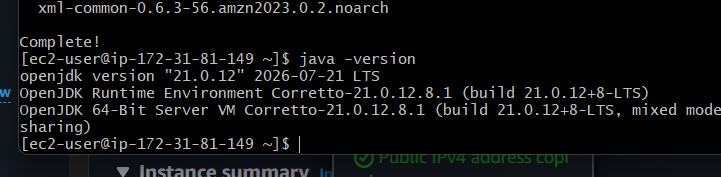 xml-common-0.6.3-56.amzn2023.0.2.noarch
Complete!
[ec2-user@ip-172-31-81-149 ~]$ java -version
openjdk version "21.0.12" 2026-07-21 LTS
OpenJDK Runtime Environment Corretto-21.0.12.8.1 (build 21.0.12+8-LTS)
OpenJDK 64-Bit Server VM Corretto-21.0.12.8.1 (build 21.0.12+8-LTS, mixed mode
sharing)
[ec2-user@ip-172-31-81-149 ~]$
Public IPv4 address copi
Instance summary